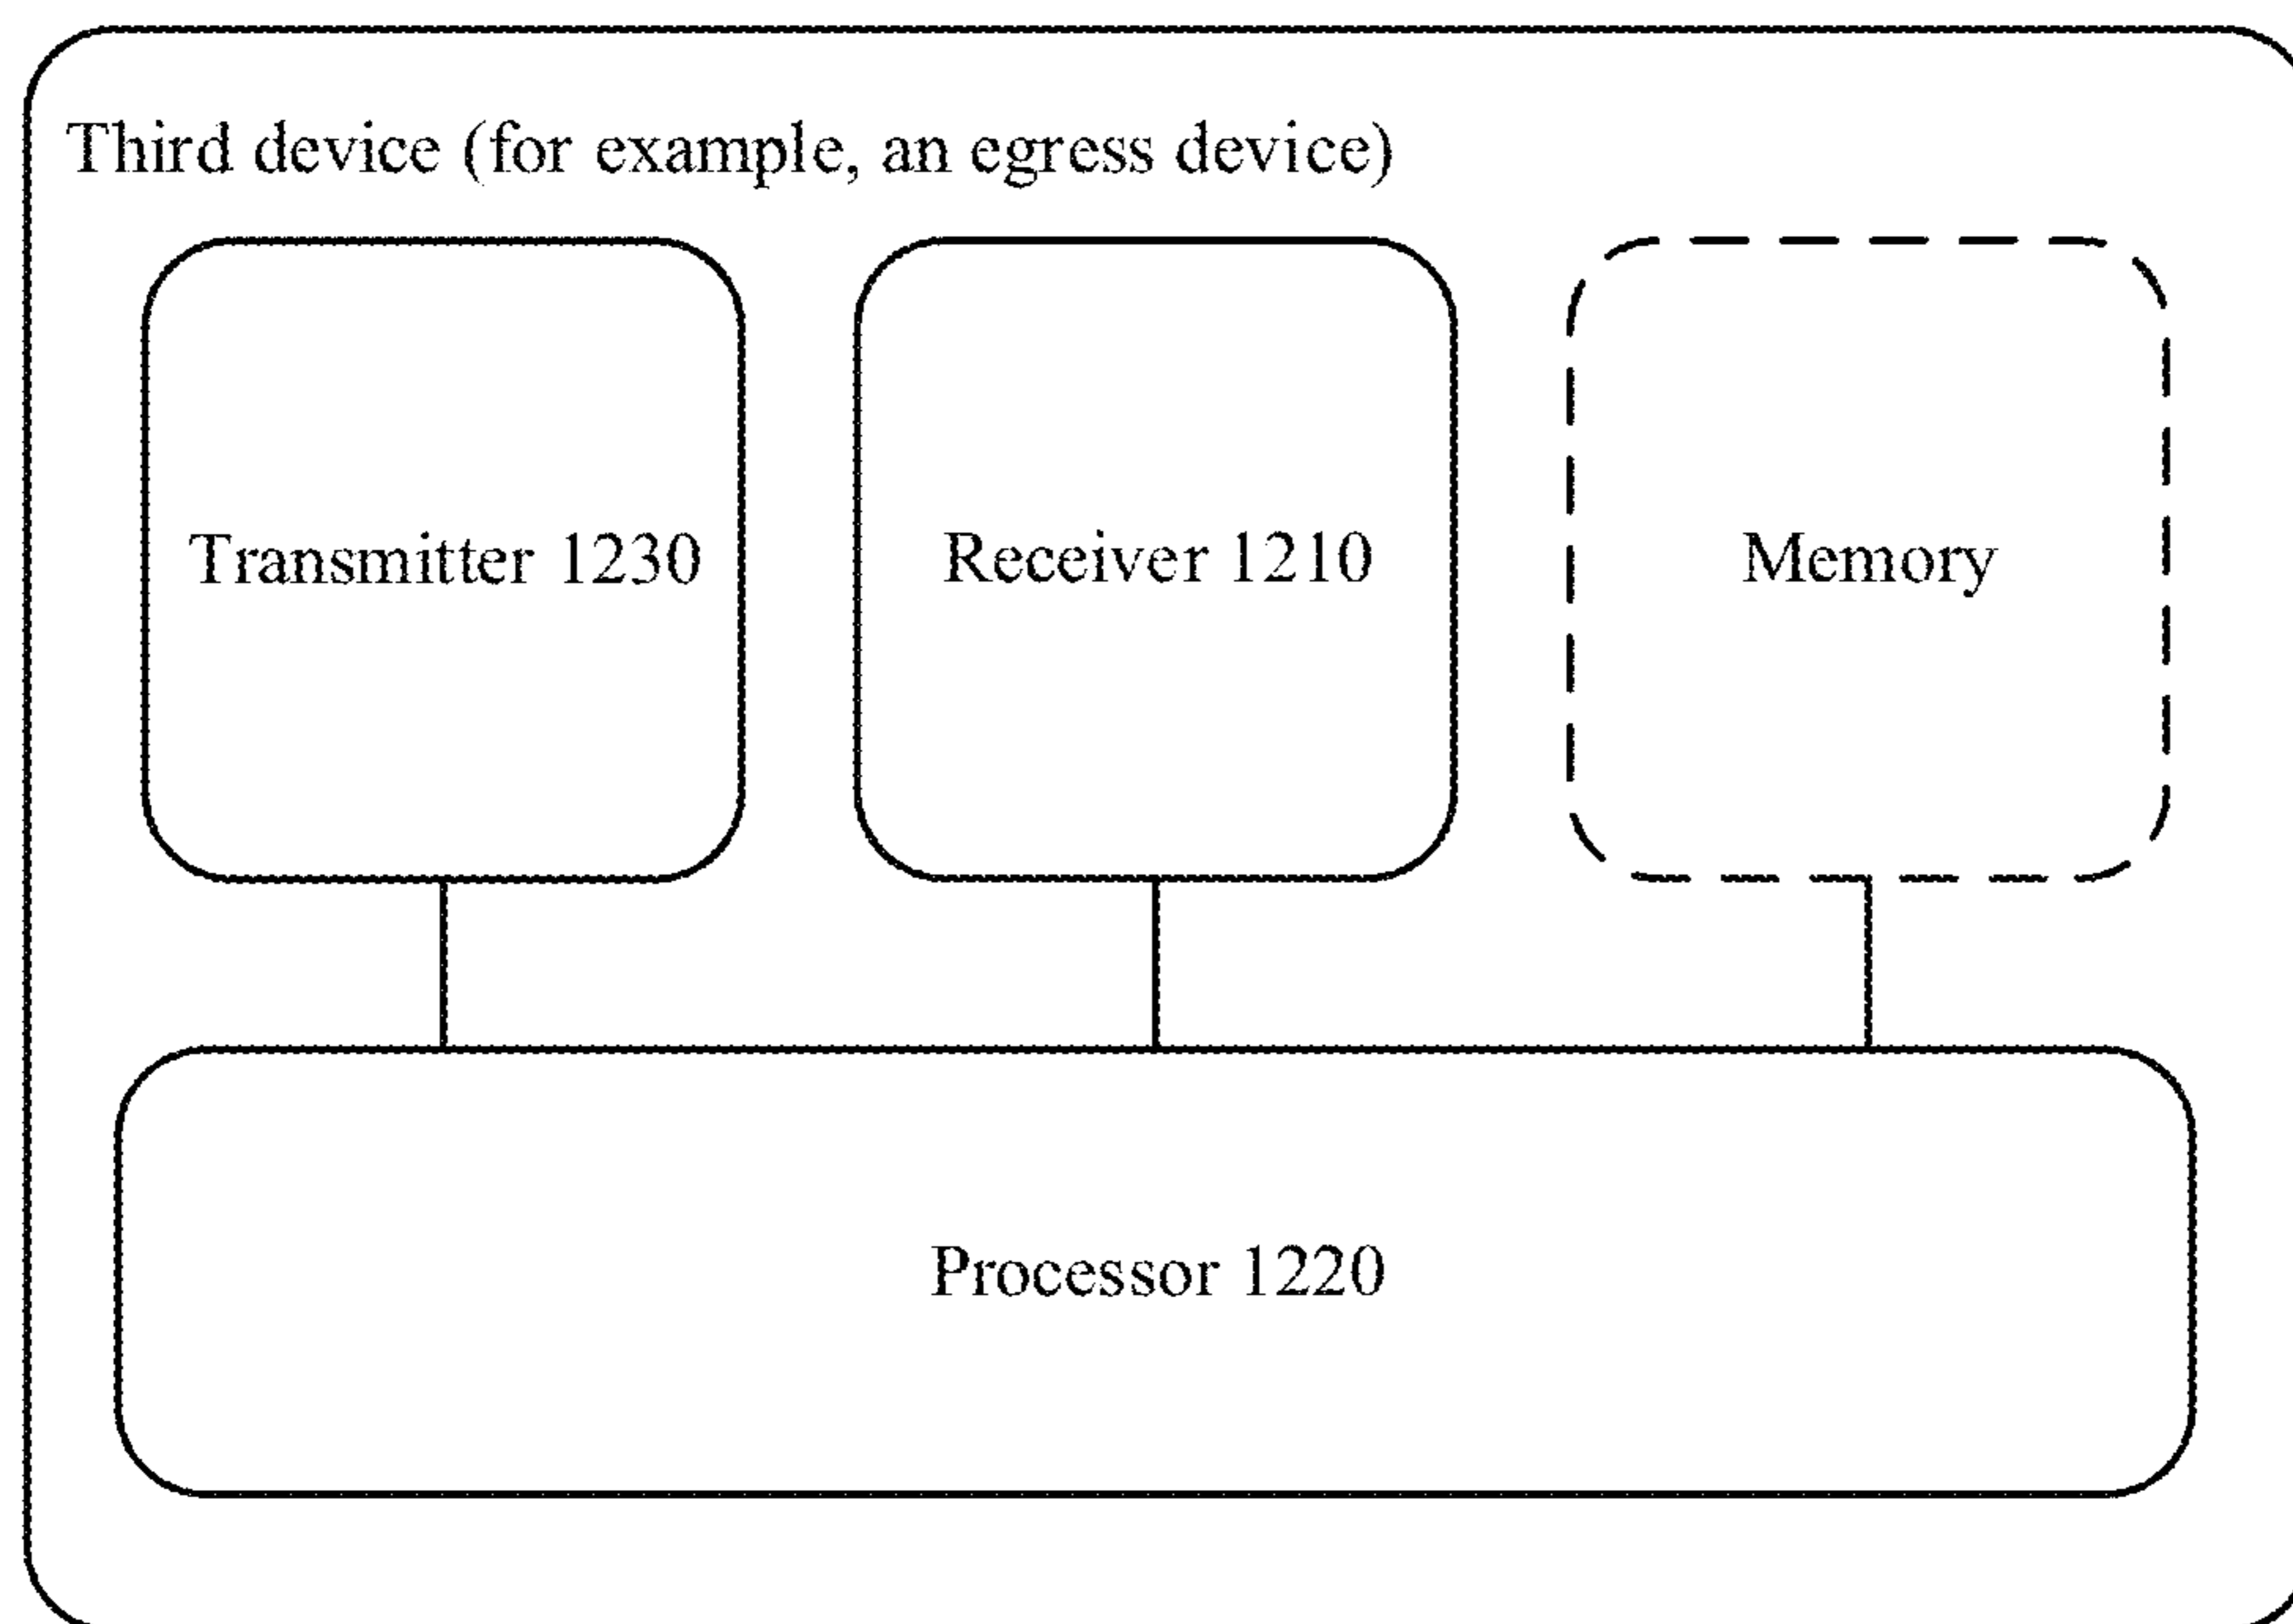 Third device (for example, an egress device)
Transmitter 1230
Receiver 1210
Memory
Processor 1220